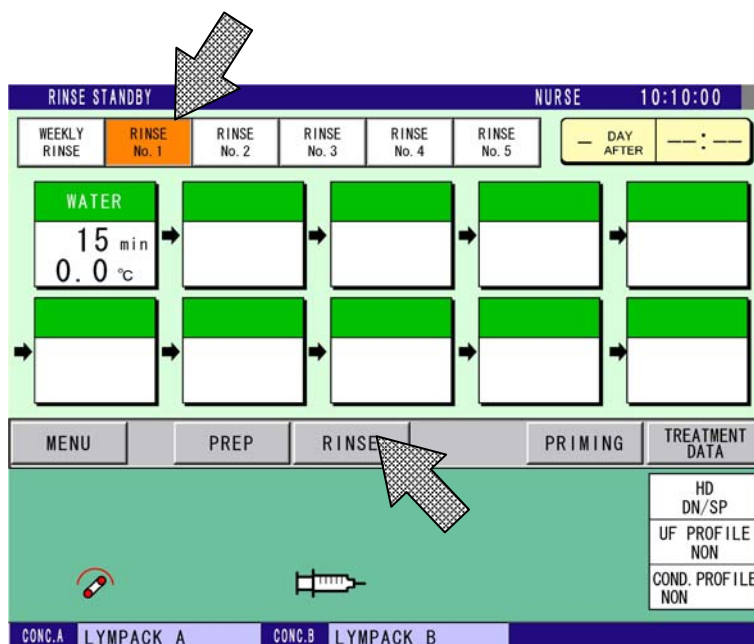 RINSE STANDBY NURSE 10:10:00
WEEKLY RINSE
RINSE No. 1
RINSE No. 2
RINSE No. 3
RINSE No. 4
RINSE No. 5
– DAY AFTER --:--
WATER
15 min
0.0 ℃
MENU PREP RINSE PRIMING TREATMENT DATA
HD
DN/SP
UF PROFILE
NON
COND. PROFILE
NON
CONC.A LYMPACK A CONC.B LYMPACK B